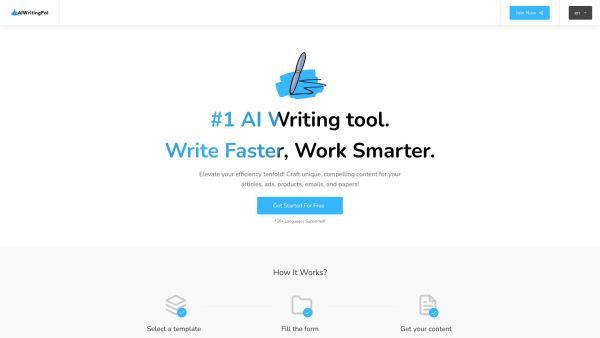 AIWritingPal
Join Now
en
#1 AI Writing tool.
Write Faster, Work Smarter.
Elevate your efficiency tenfold! Craft unique, compelling content for your
articles, ads, products, emails, and papers!
Get Started For Free
Languages Supported!
How It Works?
Select a template
Fill the form
Get your content